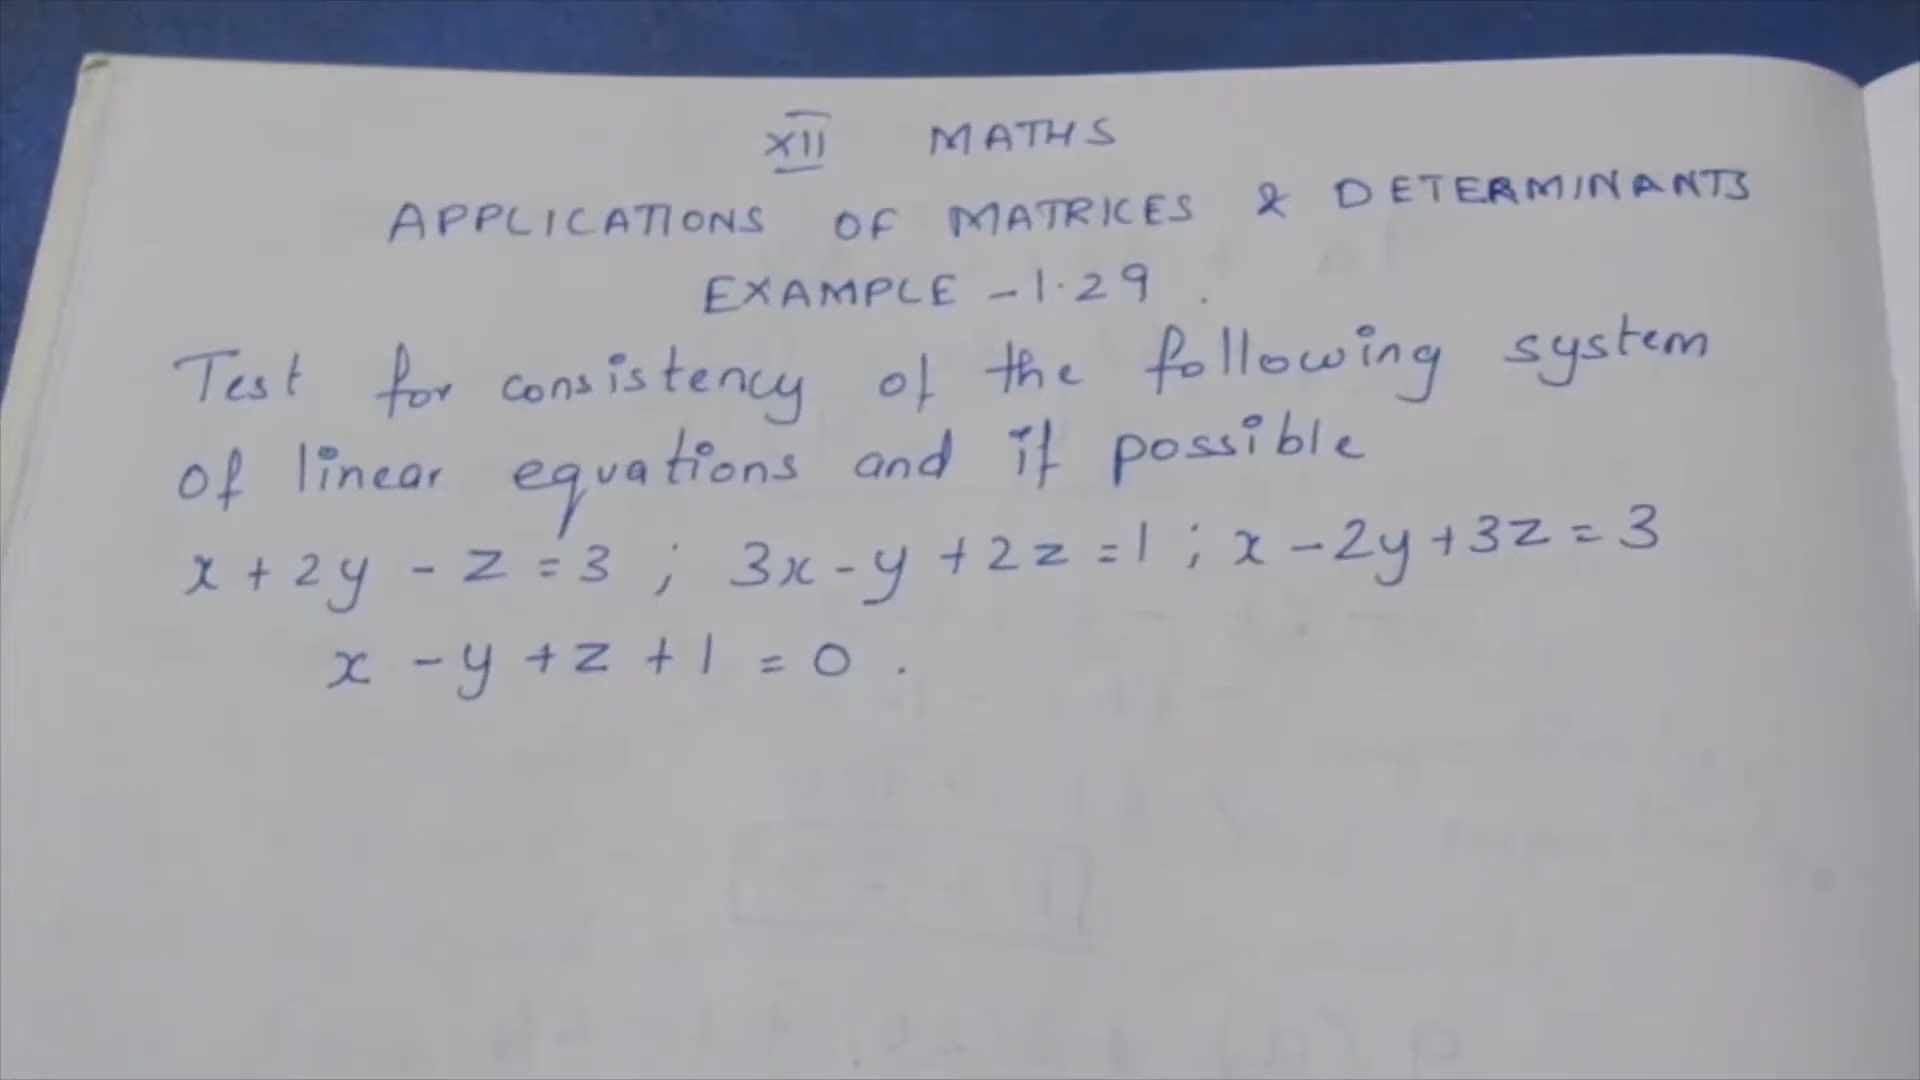 XII MATHS
APPLICATIONS OF MATRICES & DETERMINANTS
EXAMPLE - 1.29.
Test for consistency of the following system
of linear equations and if possible
x + 2y - z = 3 ; 3x - y + 2z = 1 ; x - 2y + 3z = 3
x - y + z + 1 = 0.